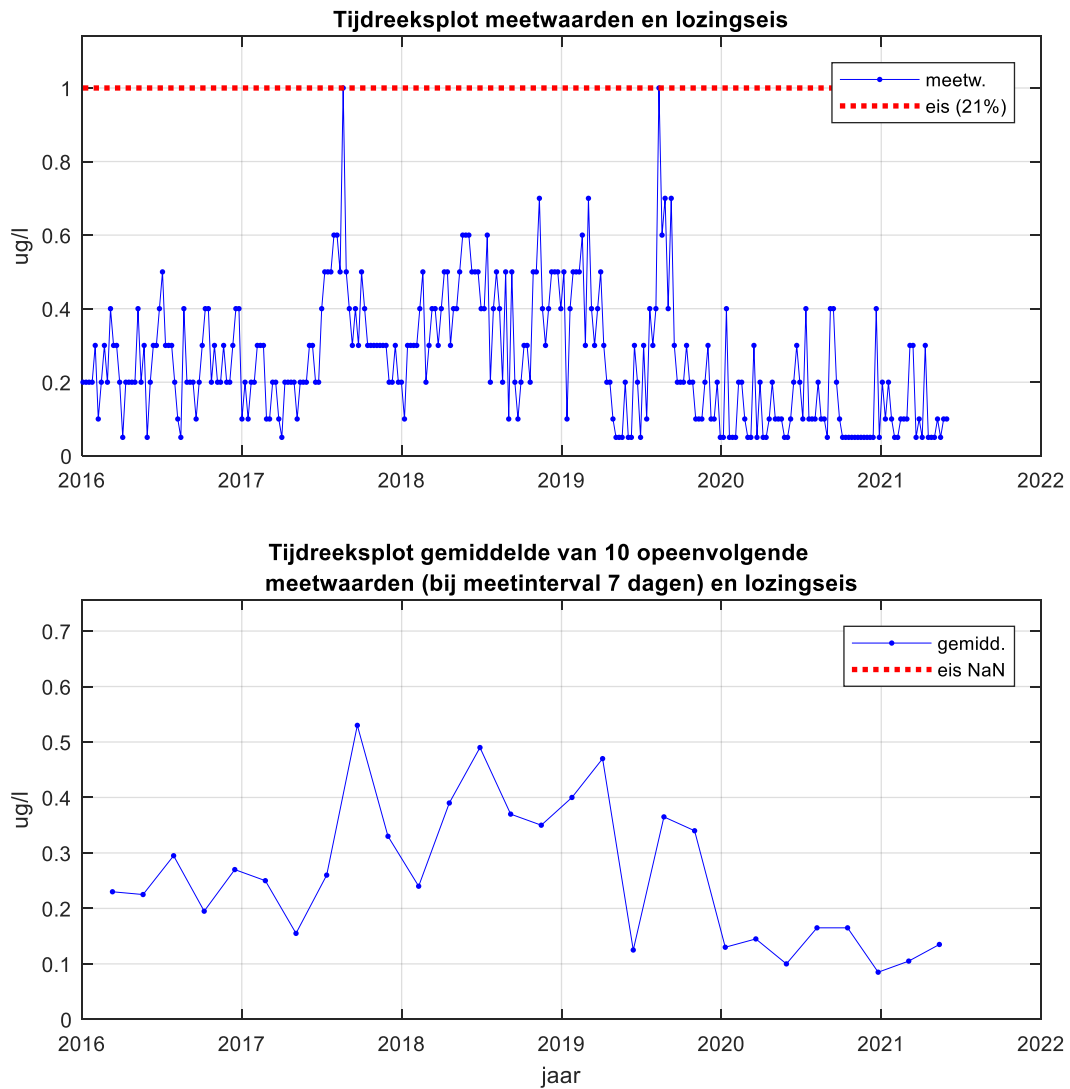 Tijdreeksplot meetwaarden en lozingseis
meetw.
eis (21%)
1
0.8
0.6
0.4
0.2
0
ug/l
2016 2017 2018 2019 2020 2021 2022
Tijdreeksplot gemiddelde van 10 opeenvolgende
meetwaarden (bij meetinterval 7 dagen) en lozingseis
gemidd.
eis NaN
0.7
0.6
0.5
0.4
0.3
0.2
0.1
0
ug/l
2016 2017 2018 2019 2020 2021 2022
jaar